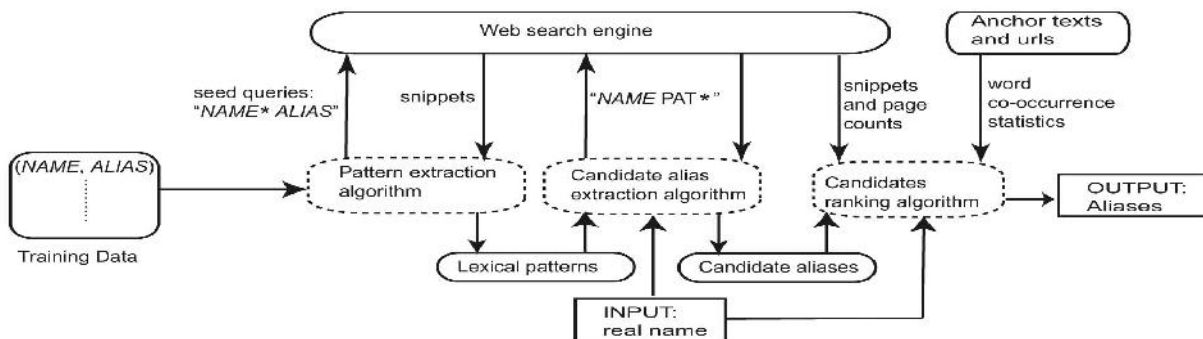 Web search engine
Anchor texts
and urls
seed queries:
"NAME* ALIAS"
snippets
"NAME PAT *"
snippets
and page
counts
word
co-occurrence
statistics
(NAME, ALIAS)
Training Data
Pattern extraction
algorithm
Candidate alias
extraction algorithm
Candidates
ranking algorithm
OUTPUT:
Aliases
Lexical patterns
Candidate aliases
INPUT:
real name